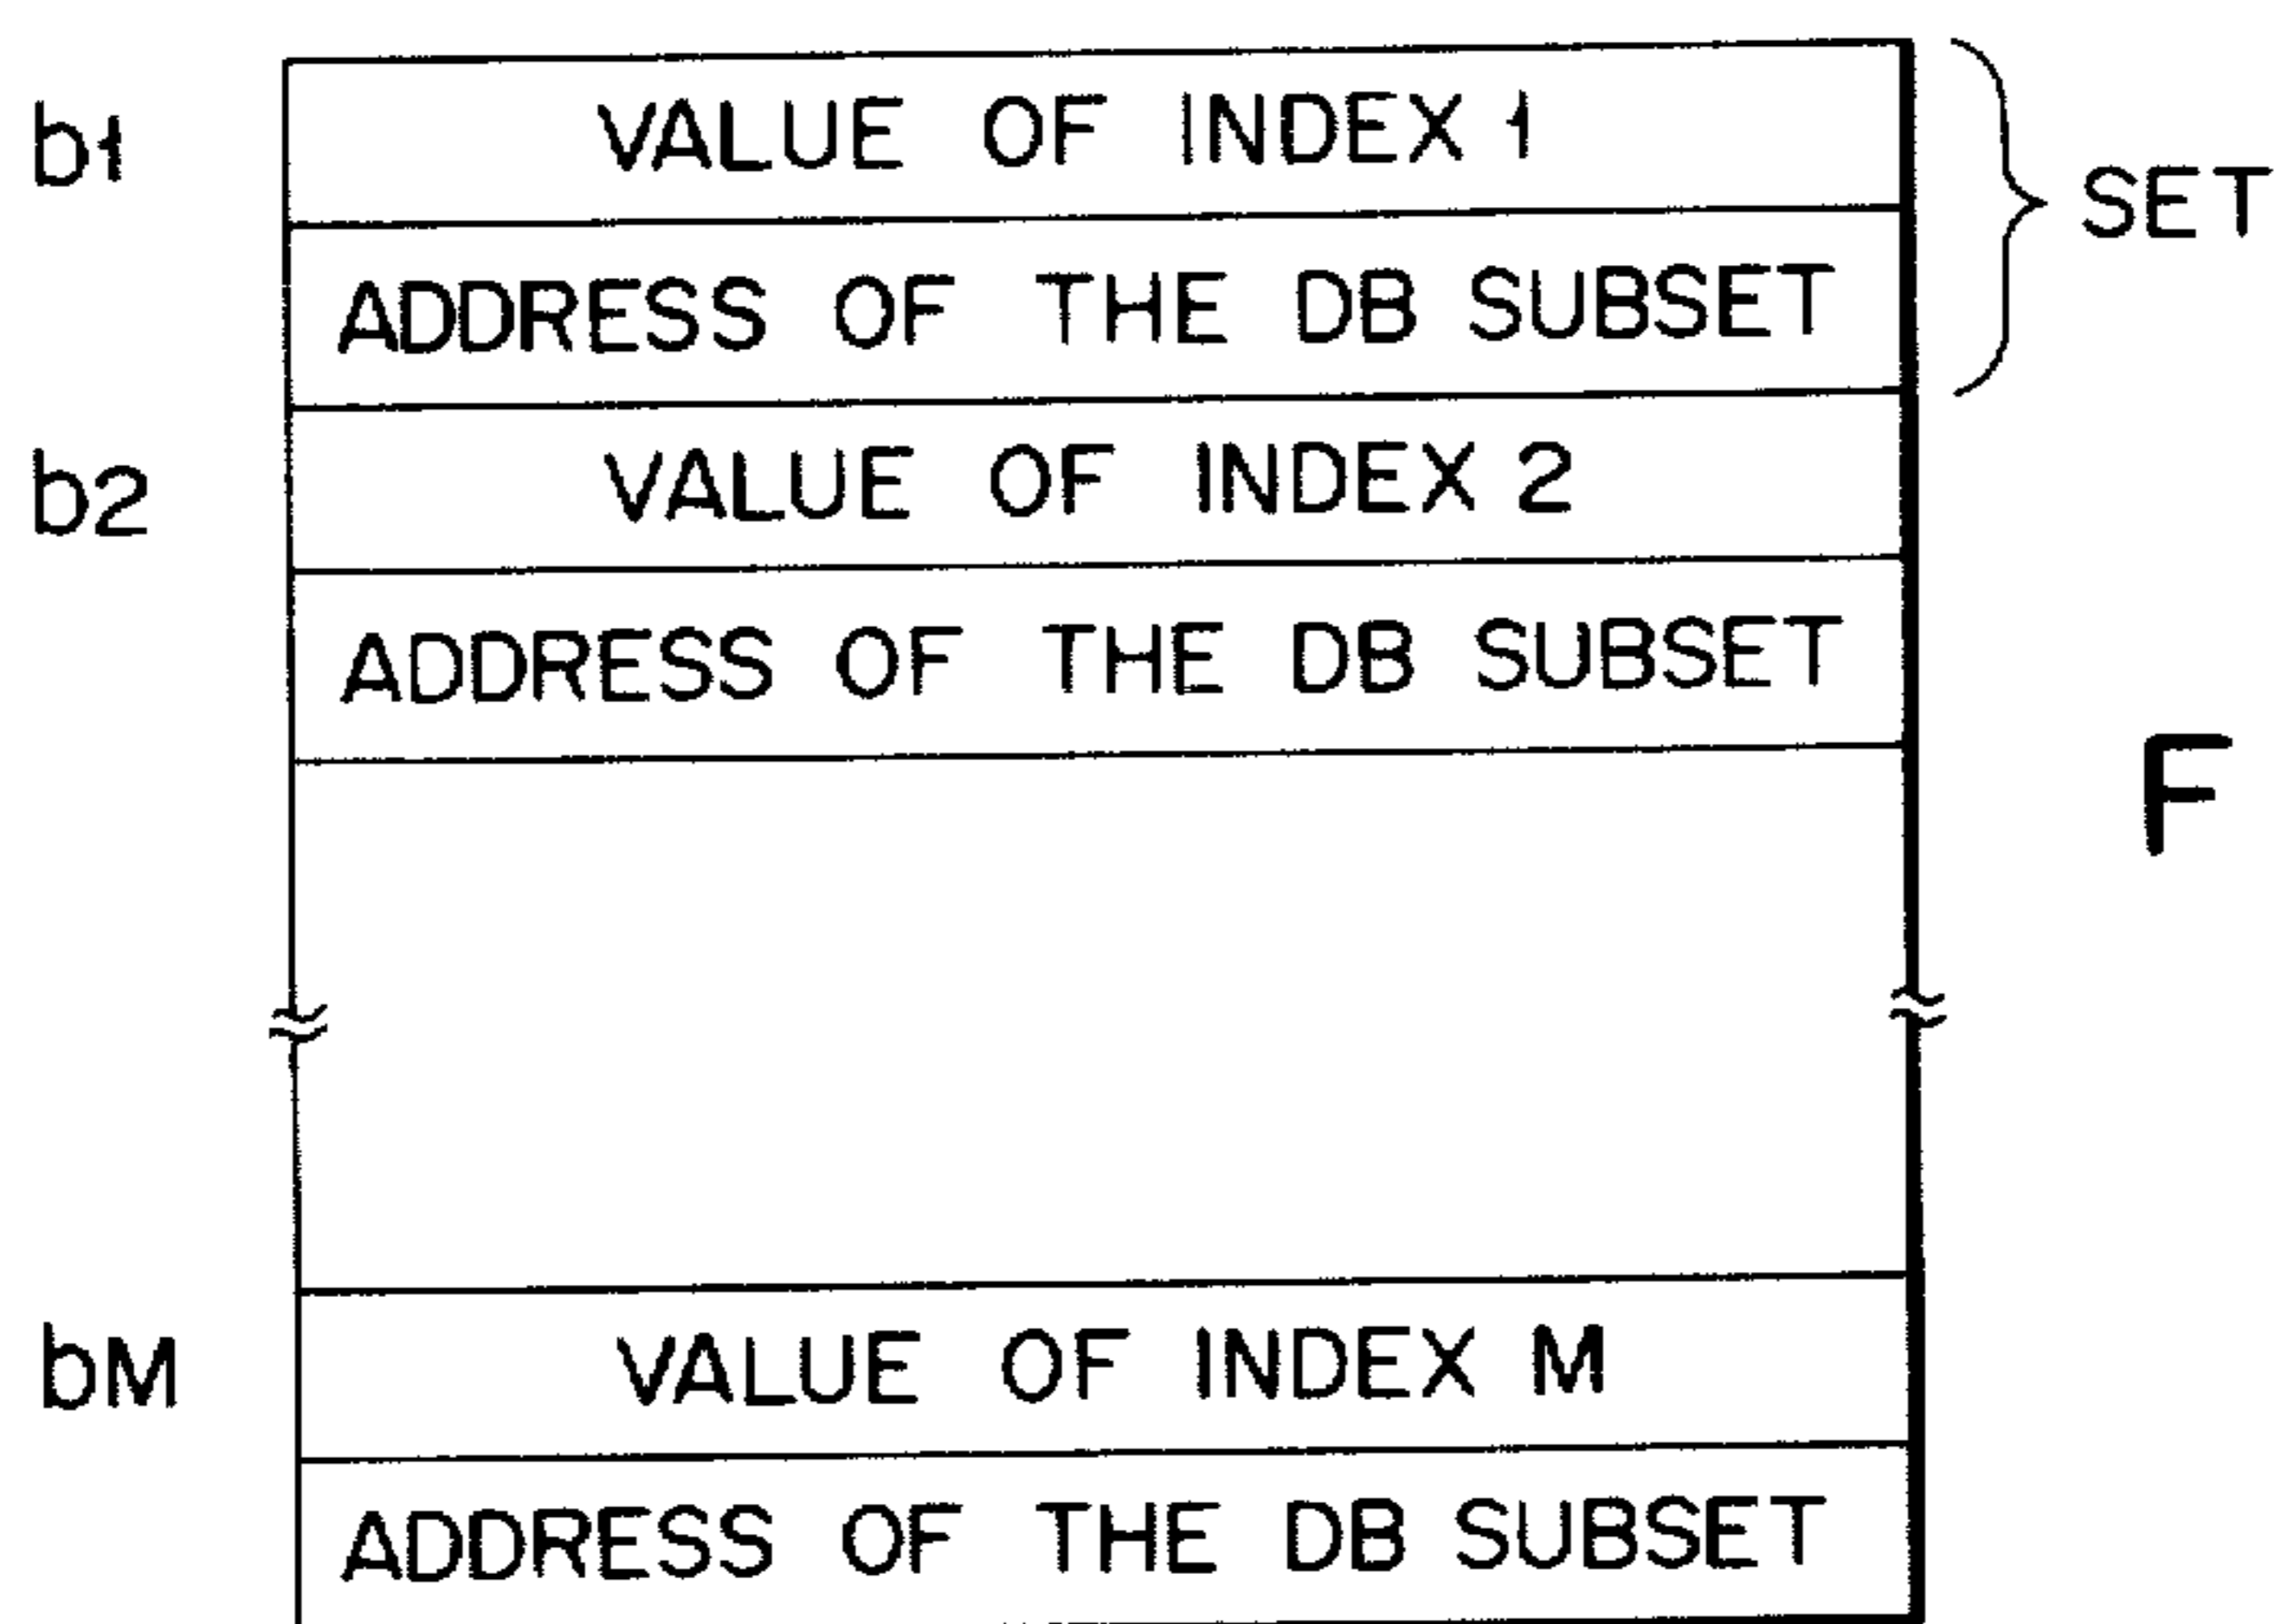 b1 VALUE OF INDEX 1
SET
ADDRESS OF THE DB SUBSET
b2 VALUE OF INDEX 2
ADDRESS OF THE DB SUBSET
F
bM VALUE OF INDEX M
ADDRESS OF THE DB SUBSET